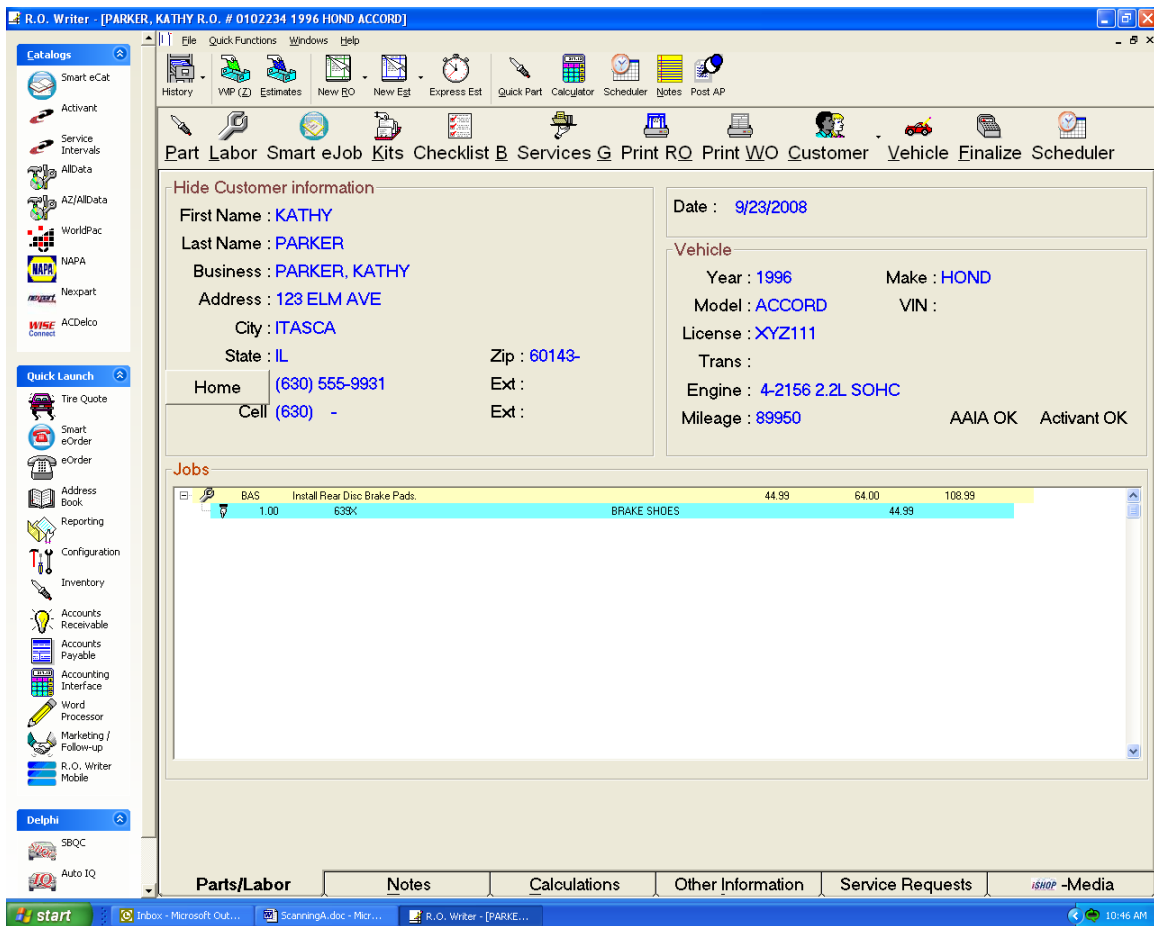 R.O. Writer - [PARKER, KATHY R.O. # 0102234 1996 HOND ACCORD]
File Quick Functions Windows Help
History WIP (Z) Estimates New RO New Est Express Est Quick Part Calculator Scheduler Notes Post AP
Part Labor Smart eJob Kits Checklist B Services G Print RO Print WO Customer Vehicle Finalize Scheduler
Catalogs
Smart eCat
Activant
Service
Intervals
AllData
AZ/AllData
WorldPac
NAPA NAPA
nexpart Nexpart
WISE Connect ACDelco
Quick Launch
Tire Quote
Smart
eOrder
eOrder
Address
Book
Reporting
Configuration
Inventory
Accounts
Receivable
Accounts
Payable
Accounting
Interface
Word
Processor
Marketing /
Follow-up
R.O. Writer
Mobile
Delphi
SBQC
IQ Auto IQ
Hide Customer information
First Name : KATHY
Last Name : PARKER
Business : PARKER, KATHY
Address : 123 ELM AVE
City : ITASCA
State : IL Zip : 60143-
Home (630) 555-9931 Ext :
Cell (630) - Ext :
Date : 9/23/2008
Vehicle
Year : 1996 Make : HOND
Model : ACCORD VIN :
License : XYZ111
Trans :
Engine : 4-2156 2.2L SOHC
Mileage : 89950 AAIA OK Activant OK
Jobs
BAS Install Rear Disc Brake Pads. 44.99 64.00 108.99
1.00 639X BRAKE SHOES 44.99
Parts/Labor Notes Calculations Other Information Service Requests iSHOP -Media
start Inbox - Microsoft Out... ScanningA.doc - Micr... R.O. Writer - [PARKE... 10:46 AM